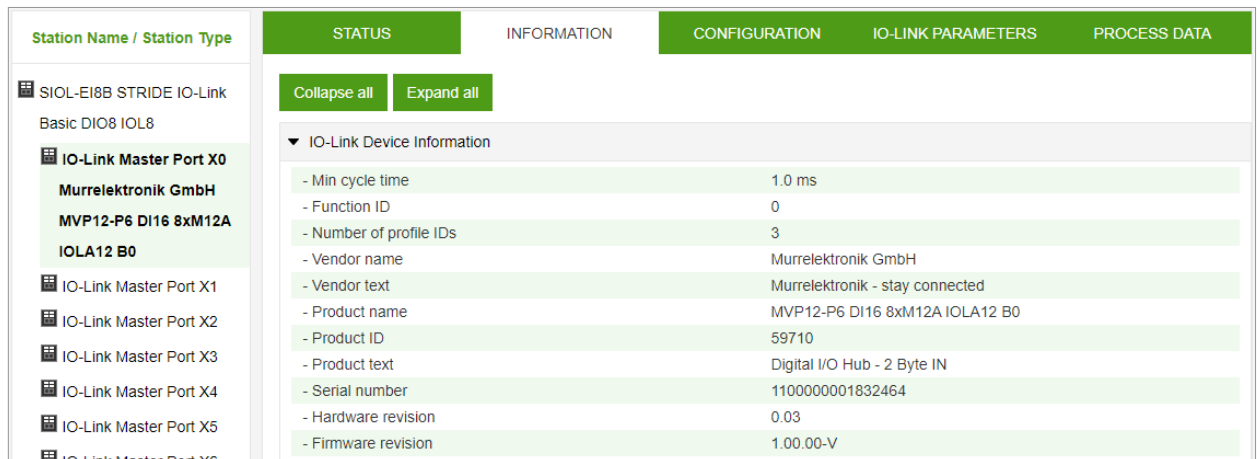 Station Name / Station Type
SIOL-EI8B STRIDE IO-Link
Basic DIO8 IOL8
IO-Link Master Port X0
Murrelektronik GmbH
MVP12-P6 DI16 8xM12A
IOLA12 B0
IO-Link Master Port X1
IO-Link Master Port X2
IO-Link Master Port X3
IO-Link Master Port X4
IO-Link Master Port X5
STATUS INFORMATION CONFIGURATION IO-LINK PARAMETERS PROCESS DATA
Collapse all Expand all
IO-Link Device Information
- Min cycle time 1.0 ms
- Function ID 0
- Number of profile IDs 3
- Vendor name Murrelektronik GmbH
- Vendor text Murrelektronik - stay connected
- Product name MVP12-P6 DI16 8xM12A IOLA12 B0
- Product ID 59710
- Product text Digital I/O Hub - 2 Byte IN
- Serial number 1100000001832464
- Hardware revision 0.03
- Firmware revision 1.00.00-V